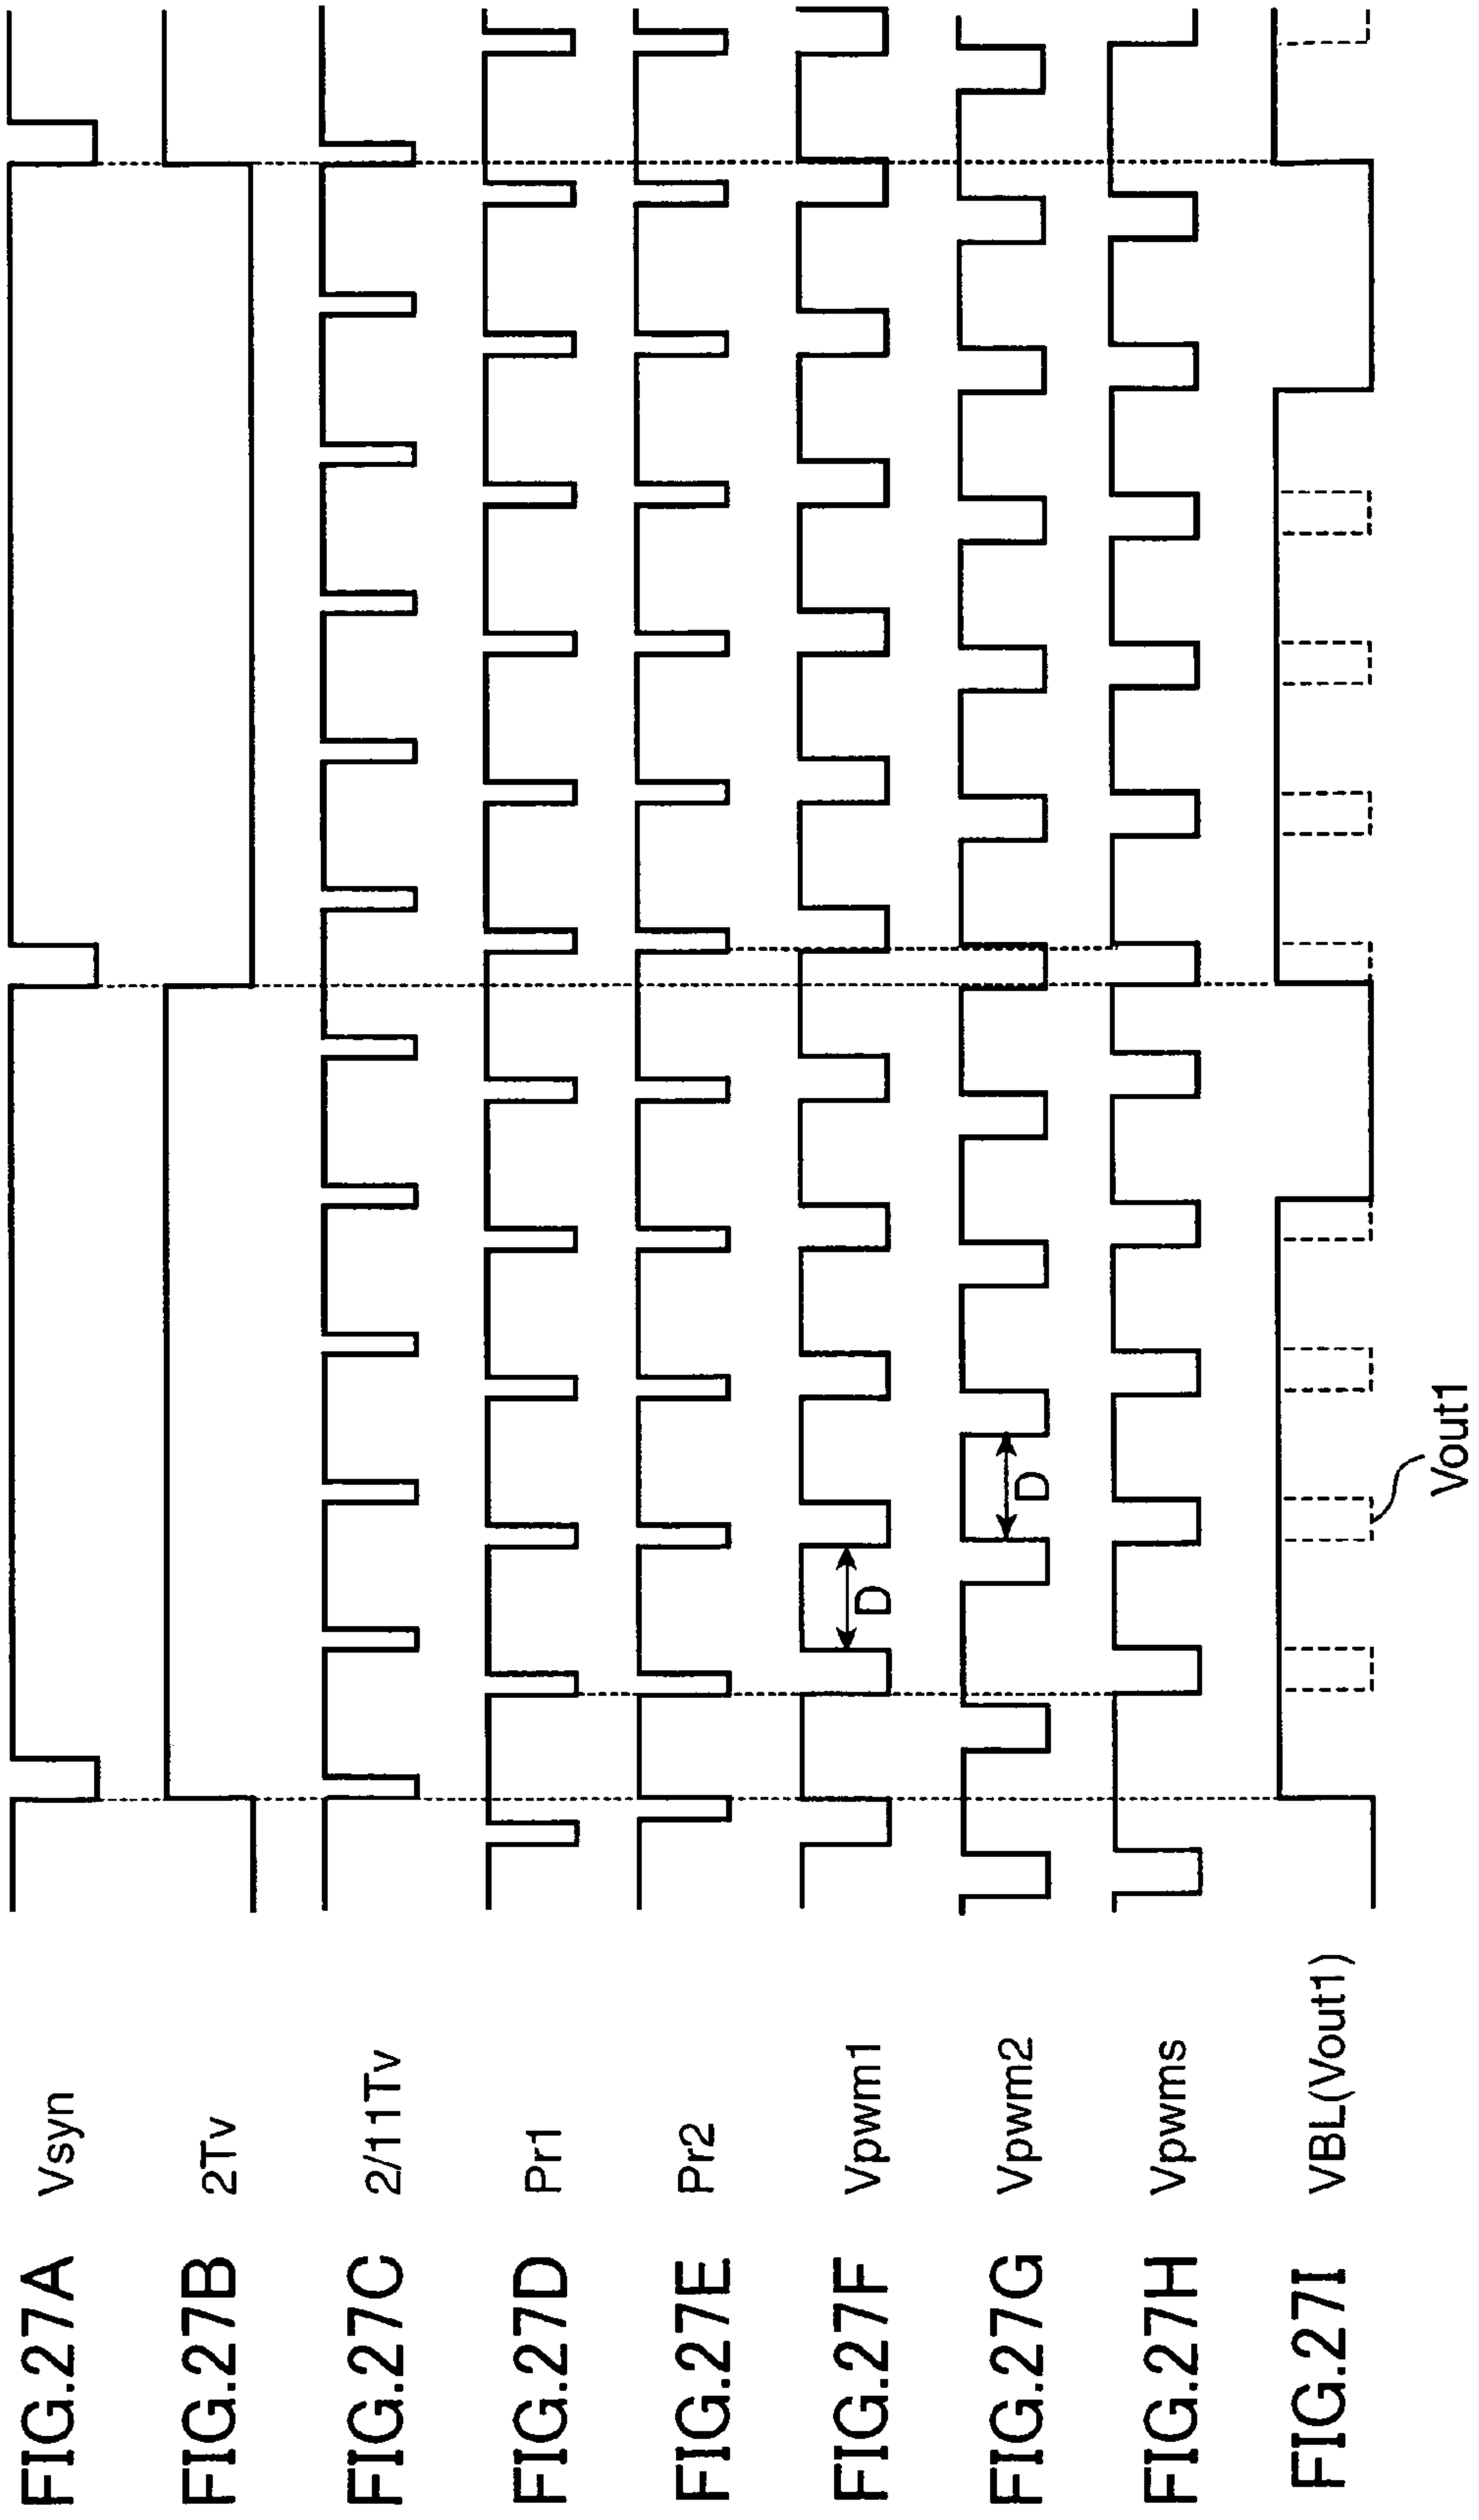 FIG.27A Vsyn
FIG.27B 2Tv
FIG.27C 2/11Tv
FIG.27D Pr1
FIG.27E Pr2
FIG.27F Vpwm1
D
FIG.27G Vpwm2
D
FIG.27H Vpwms
FIG.27I VBL(Vout1)
Vout1